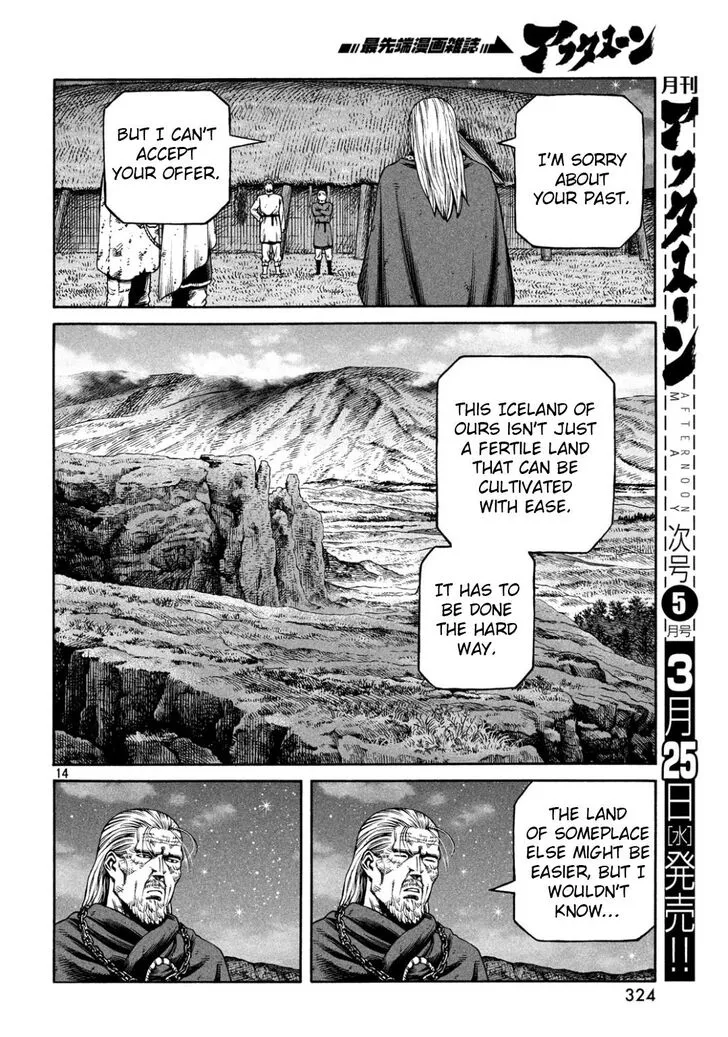 最先端漫画雑誌
アフタヌーン
I'M SORRY
ABOUT
YOUR PAST.
BUT I CAN'T
ACCEPT
YOUR OFFER.
THIS ICELAND OF
OURS ISN'T JUST
A FERTILE LAND
THAT CAN BE
CULTIVATED
WITH EASE.
IT HAS TO
BE DONE
THE HARD
WAY.
14
THE LAND
OF SOMEPLACE
ELSE MIGHT BE
EASIER, BUT I
WOULDN'T
KNOW...
月刊
アフタヌーン
AFTERNOON
MAY
次号5月号
3月25日[水]発売!!
324